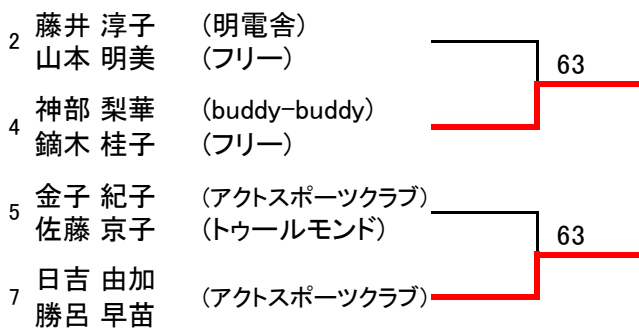 2 藤井 淳子 (明電舎)
山本 明美 (フリー)
63
4 神部 梨華 (buddy-buddy)
鏑木 桂子 (フリー)
5 金子 紀子 (アクトスポーツクラブ)
佐藤 京子 (トゥールモンド)
63
7 日吉 由加
勝呂 早苗 (アクトスポーツクラブ)